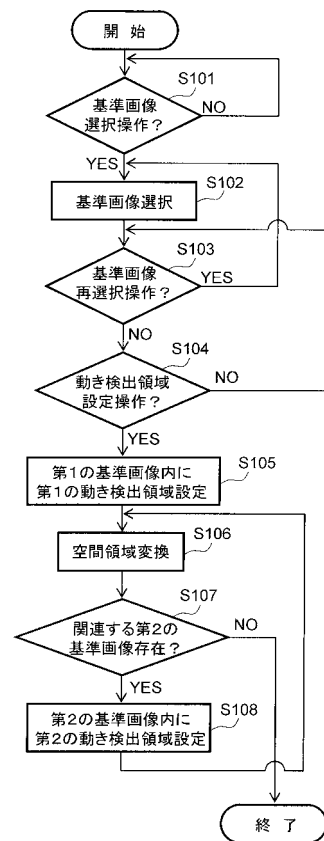 開始
S101
基準画像
選択操作？
NO
YES
S102
基準画像選択
S103
基準画像
再選択操作？
YES
NO
S104
動き検出領域
設定操作？
NO
YES
S105
第1の基準画像内に
第1の動き検出領域設定
S106
空間領域変換
S107
関連する第2の
基準画像存在？
NO
YES
S108
第2の基準画像内に
第2の動き検出領域設定
終了